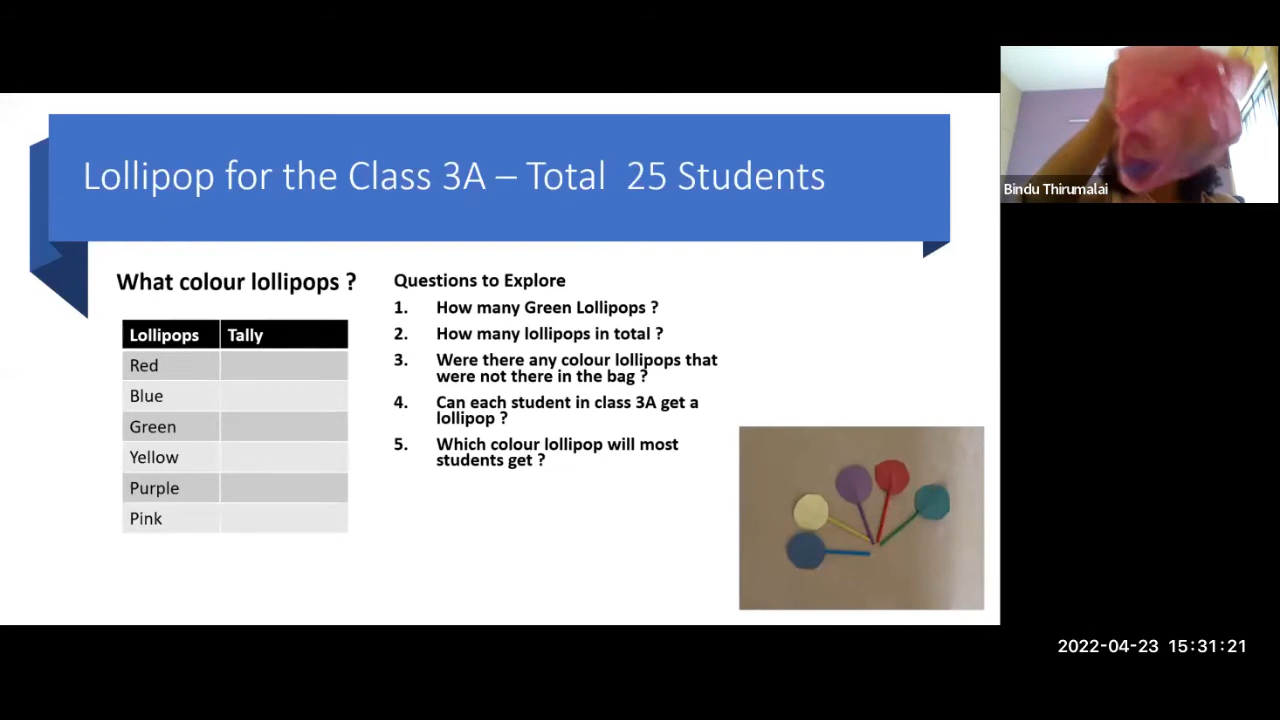 Lollipop for the Class 3A – Total 25 Students
What colour lollipops ?
Lollipops Tally
Red
Blue
Green
Yellow
Purple
Pink
Questions to Explore
1. How many Green Lollipops ?
2. How many lollipops in total ?
3. Were there any colour lollipops that
were not there in the bag ?
4. Can each student in class 3A get a
lollipop ?
5. Which colour lollipop will most
students get ?
Bindu Thirumalai
2022-04-23 15:31:21